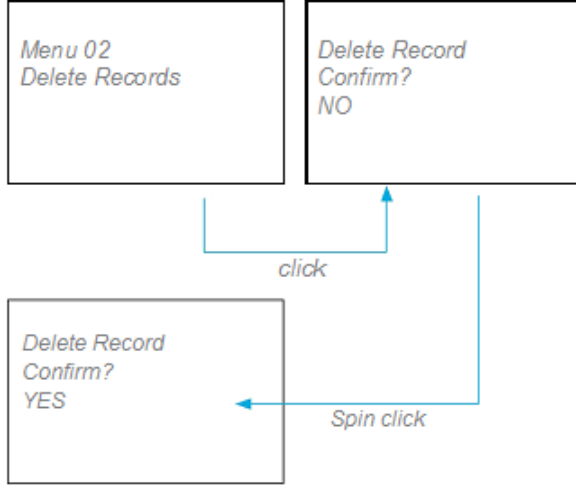 Menu 02
Delete Records
Delete Record
Confirm?
NO
click
Delete Record
Confirm?
YES
Spin click